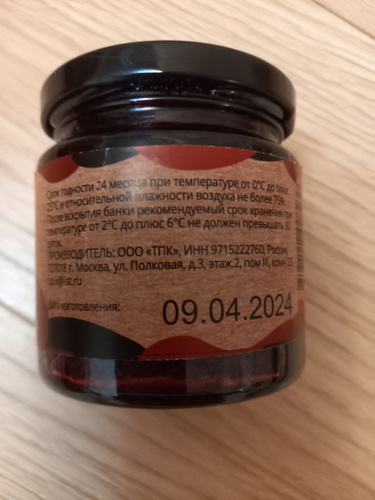 Срок годности 24 месяца при температуре от 0°С до плюс
25°С и относительной влажности воздуха не более 75%.
После вскрытия банки рекомендуемый срок хранения при
температуре от 2°С до плюс 6°С не должен превышать 30
суток.
ПРОИЗВОДИТЕЛЬ: ООО «ТПК», ИНН 9715222760, Россия,
127018 г. Москва, ул. Полковая, д.3, этаж.2, пом III, комн
Дата изготовления:
09.04.2024